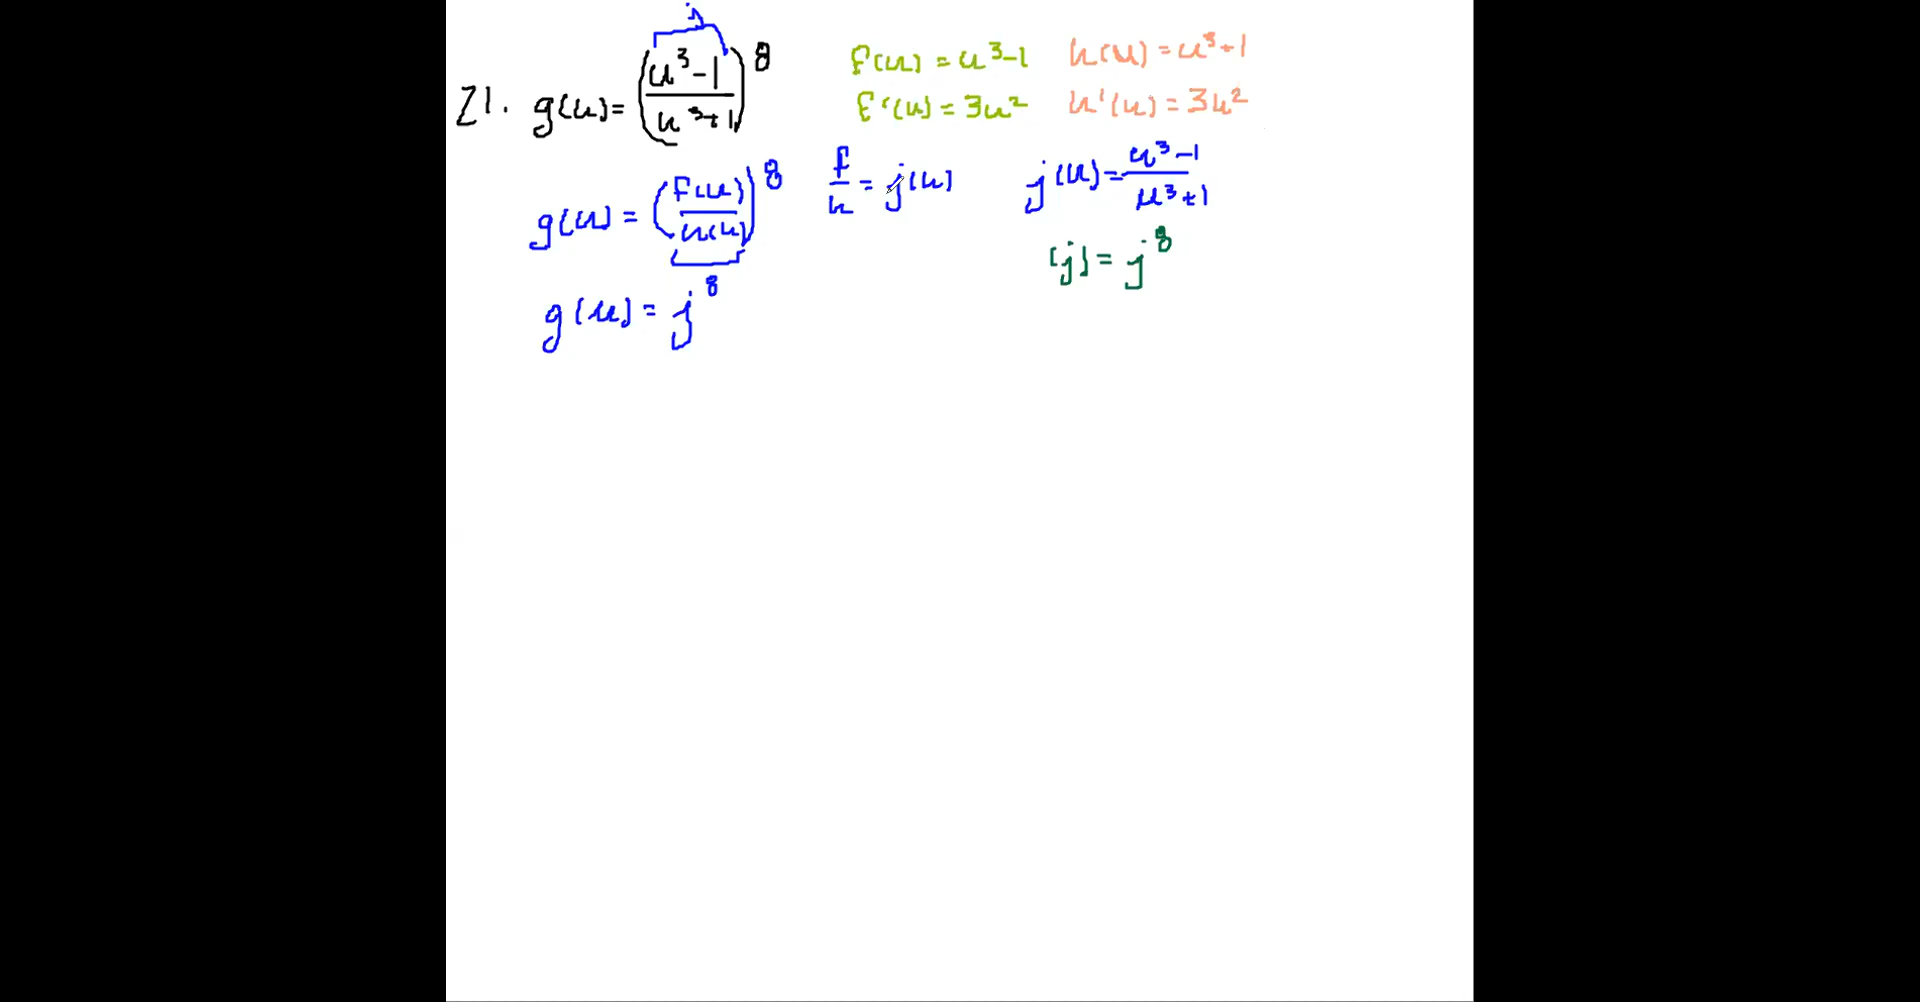 j
21. g(u) = ((u³-1)/(u³+1))⁸
f(u) = u³-1 h(u) = u³+1
f'(u) = 3u² h'(u) = 3u²
g(u) = (f(u)/h(u))⁸ f/h = j(u) j(u) = (u³-1)/(u³+1)
(j) = j⁸
g(u) = j⁸